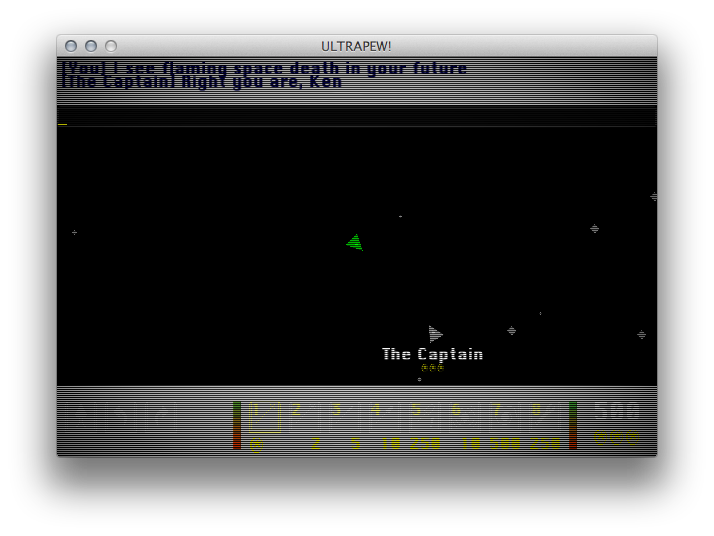 ULTRAPEW!
[You] I see flaming space death in your future
[The Captain] Right you are, Ken
The Captain
@@@
1 2 3 4 5 6 7 8 500
@ 2 5 10 250 10 500 250 @@@